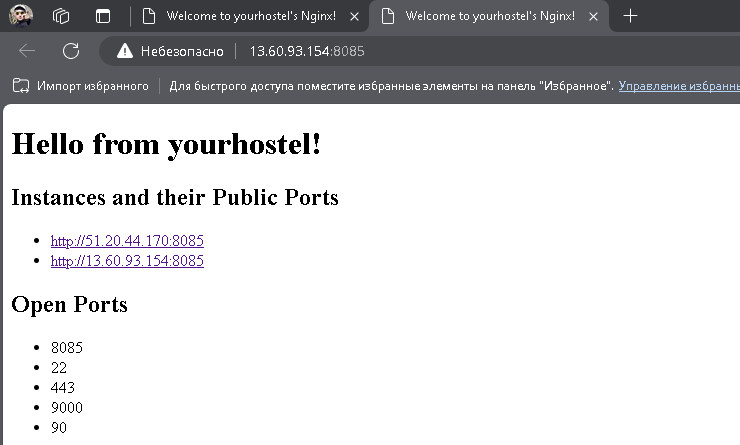 Welcome to yourhostel's Nginx!
Welcome to yourhostel's Nginx!
Небезопасно 13.60.93.154:8085
Импорт избранного Для быстрого доступа поместите избранные элементы на панель "Избранное". Управление избранны
Hello from yourhostel!
Instances and their Public Ports
http://51.20.44.170:8085
http://13.60.93.154:8085
Open Ports
8085
22
443
9000
90